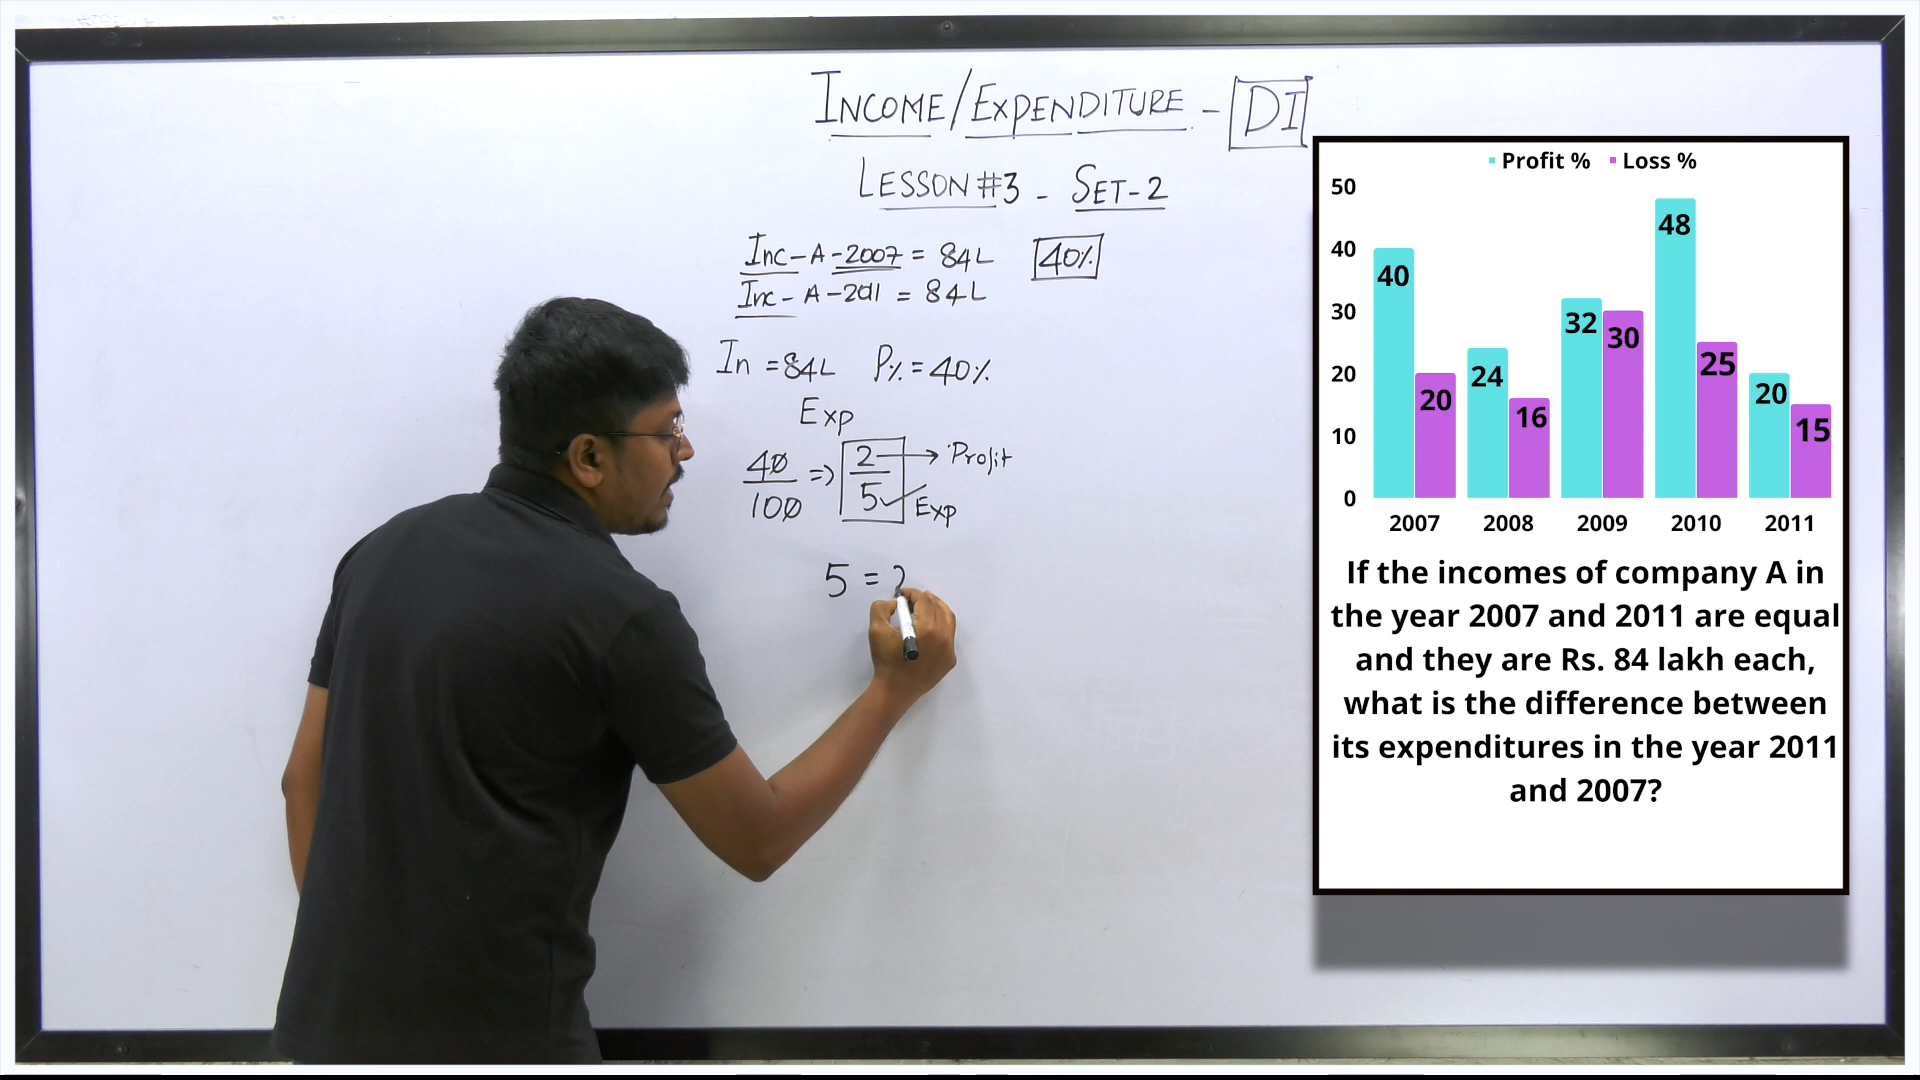 INCOME/EXPENDITURE - DI
LESSON #3 - SET-2
Inc-A-2007 = 84L 40%
Inc-A-2011 = 84L
In = 84L P% = 40%
Exp
40/100 => 2/5
Profit
Exp
5 =
Profit % Loss %
50
40
30
20
10
0
40 20 24 16 32 30 48 25 20 15
2007 2008 2009 2010 2011
If the incomes of company A in
the year 2007 and 2011 are equal
and they are Rs. 84 lakh each,
what is the difference between
its expenditures in the year 2011
and 2007?